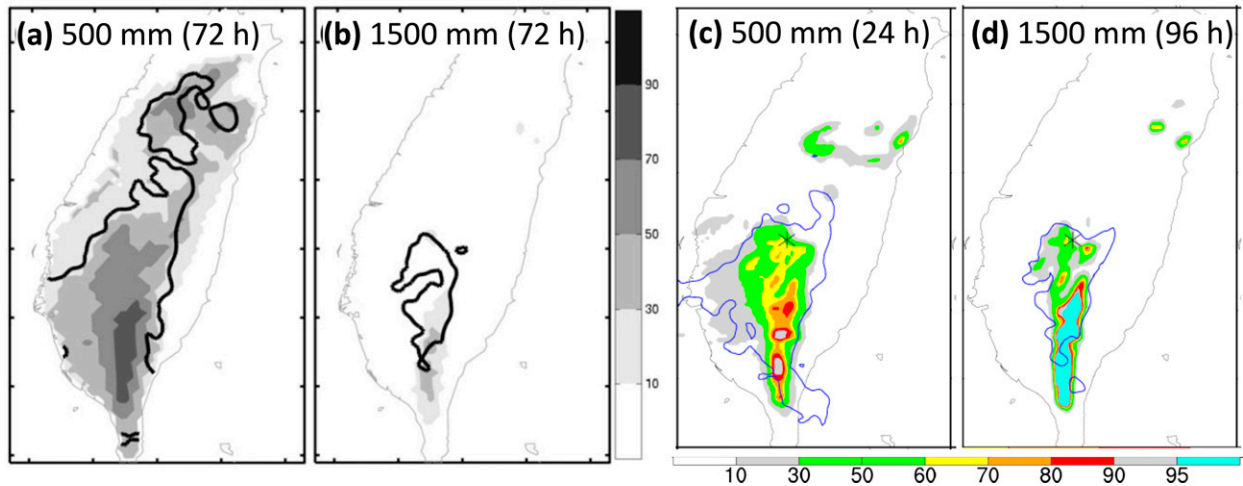 (a) 500 mm (72 h)
(b) 1500 mm (72 h)
90
70
50
30
10
(c) 500 mm (24 h)
(d) 1500 mm (96 h)
10 30 50 60 70 80 90 95